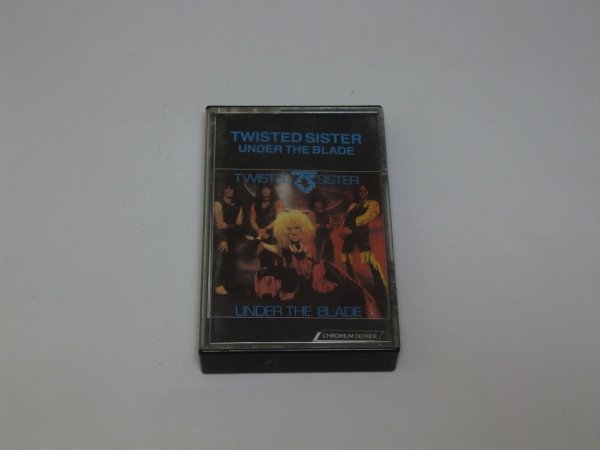 TWISTED SISTER
UNDER THE BLADE
TWISTED SISTER
UNDER THE BLADE
CHROMIUM DIOXIDE